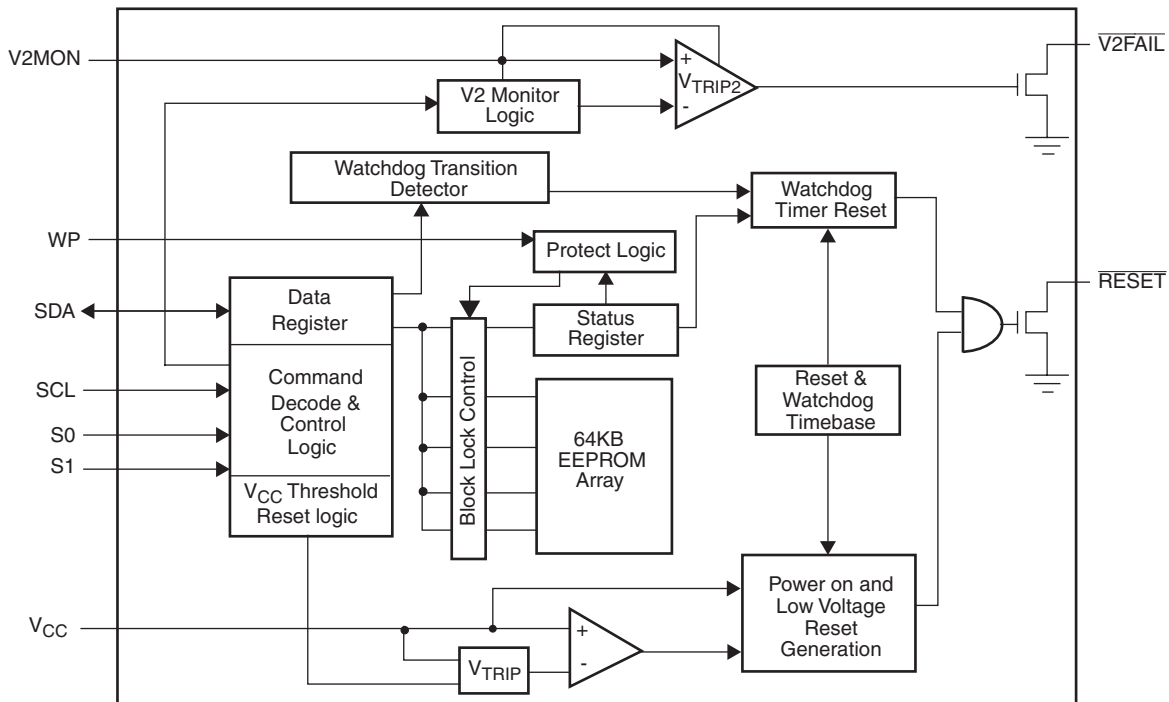 V2MON
V2FAIL
+
VTRIP2
-
V2 Monitor
Logic
Watchdog Transition
Detector
Watchdog
Timer Reset
WP
Protect Logic
RESET
SDA
Data
Register
Status
Register
SCL
Command
Decode &
Control
Logic
S0
S1
Block Lock Control
64KB
EEPROM
Array
Reset &
Watchdog
Timebase
VCC Threshold
Reset logic
Power on and
Low Voltage
Reset
Generation
VCC
+
-
VTRIP